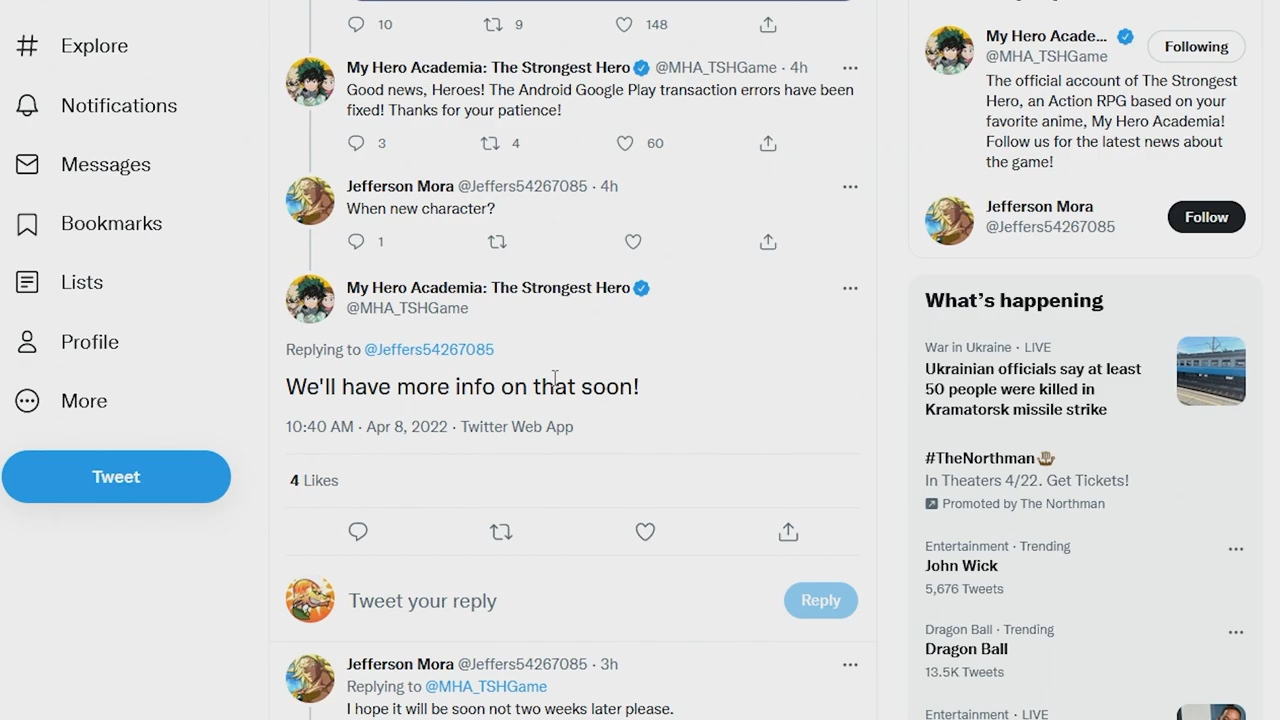 Explore
Notifications
Messages
Bookmarks
Lists
Profile
More
Tweet
10 9 148
My Hero Academia: The Strongest Hero @MHA_TSHGame · 4h
Good news, Heroes! The Android Google Play transaction errors have been
fixed! Thanks for your patience!
3 4 60
Jefferson Mora @Jeffers54267085 · 4h
When new character?
1
My Hero Academia: The Strongest Hero
@MHA_TSHGame
Replying to @Jeffers54267085
We'll have more info on that soon!
10:40 AM · Apr 8, 2022 · Twitter Web App
4 Likes
Tweet your reply
Reply
Jefferson Mora @Jeffers54267085 · 3h
Replying to @MHA_TSHGame
I hope it will be soon not two weeks later please.
My Hero Acade...
@MHA_TSHGame
Following
The official account of The Strongest
Hero, an Action RPG based on your
favorite anime, My Hero Academia!
Follow us for the latest news about
the game!
Jefferson Mora
@Jeffers54267085
Follow
What's happening
War in Ukraine · LIVE
Ukrainian officials say at least
50 people were killed in
Kramatorsk missile strike
#TheNorthman
In Theaters 4/22. Get Tickets!
Promoted by The Northman
Entertainment · Trending
John Wick
5,676 Tweets
Dragon Ball · Trending
Dragon Ball
13.5K Tweets
Entertainment · LIVE